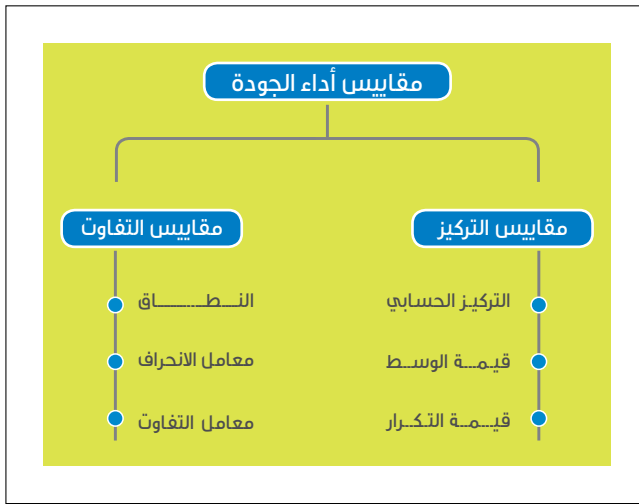 مقاييس أداء الجودة
مقاييس التركيز
التركيز الحسابي
قيمة الوسط
قيمة التكرار
مقاييس التفاوت
النطاق
معامل الانحراف
معامل التفاوت